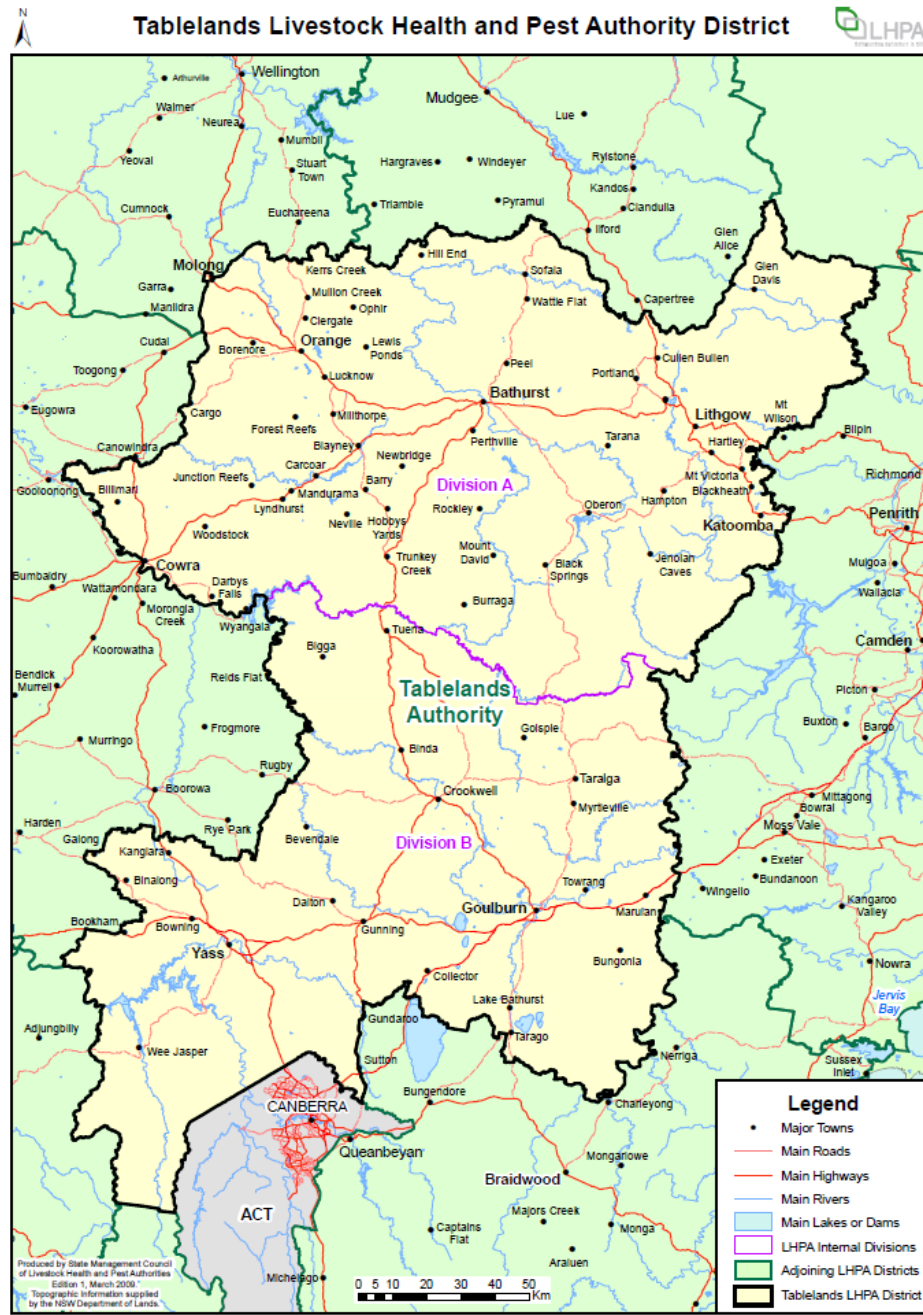 N
Tablelands Livestock Health and Pest Authority District
LHPA
Arthurville
Wellington
Mudgee
Walmer
Neurea
Lue
Mumbil
Yeoval
Stuart
Town
Hargraves
Windeyer
Rylstone
Kandos
Cumnock
Euchareena
Triamble
Pyramul
Clandulla
Ilford
Glen
Alice
Hill End
Molong
Kerrs Creek
Sofala
Glen
Davis
Garra
Mullion Creek
Ophir
Wattle Flat
Capertree
Manildra
Clergate
Cudal
Borenore
Orange
Lewis
Ponds
Cullen Bullen
Toogong
Peel
Portland
Lucknow
Bathurst
Eugowra
Cargo
Millthorpe
Mt
Wilson
Forest Reefs
Lithgow
Perthville
Bilpin
Canowindra
Blayney
Tarana
Hartley
Newbridge
Carcoar
Richmond
Gooloonong
Junction Reefs
Barry
Division A
Mt Victoria
Billimari
Mandurama
Hampton
Blackheath
Lyndhurst
Rockley
Oberon
Neville
Hobbys
Yards
Penrith
Woodstock
Katoomba
Mount
David
Cowra
Trunkey
Creek
Black
Springs
Jenolan
Caves
Mulgoa
Bumbaldry
Darbys
Falls
Wallacia
Wattamondara
Morongla
Creek
Burraga
Wyangala
Tuena
Camden
Koorowatha
Bigga
Bendick
Murrell
Reids Flat
Tablelands
Authority
Picton
Buxton
Bargo
Frogmore
Murringo
Binda
Golspie
Rugby
Taralga
Boorowa
Crookwell
Mittagong
Myrtleville
Bowral
Harden
Rye Park
Bevendale
Moss Vale
Galong
Division B
Kangiara
Exeter
Binalong
Towrang
Bundanoon
Dalton
Wingello
Goulburn
Marulan
Kangaroo
Valley
Bookham
Bowning
Gunning
Yass
Bungonia
Collector
Nowra
Lake Bathurst
Jervis
Bay
Gundaroo
Adjungbilly
Tarago
Wee Jasper
Sutton
Nerriga
Sussex
Inlet
Bungendore
CANBERRA
Charleyong
Queanbeyan
Mongarlowe
Braidwood
ACT
Majors Creek
Captains
Flat
Monga
Araluen
Michelago
Legend
Major Towns
Main Roads
Main Highways
Main Rivers
Main Lakes or Dams
LHPA Internal Divisions
Adjoining LHPA Districts
Tablelands LHPA District
Produced by State Management Council
of Livestock Health and Pest Authorities
Edition 1, March 2009."
Topographic Information supplied
by the NSW Department of Lands.
0 5 10 20 30 40 50
Km